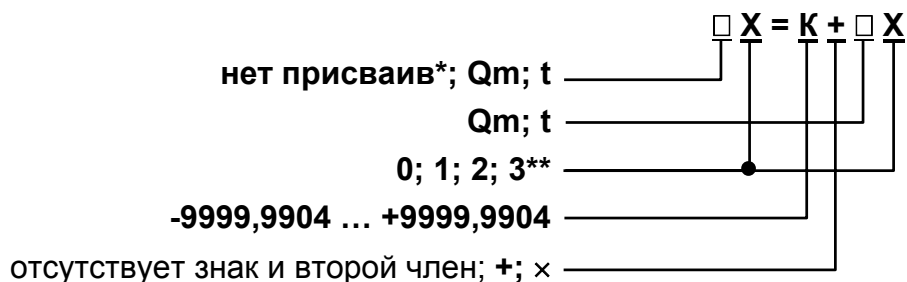 □ X = К + □ X
нет присваив*; Qm; t
Qm; t
0; 1; 2; 3**
-9999,9904 … +9999,9904
отсутствует знак и второй член; +; ×